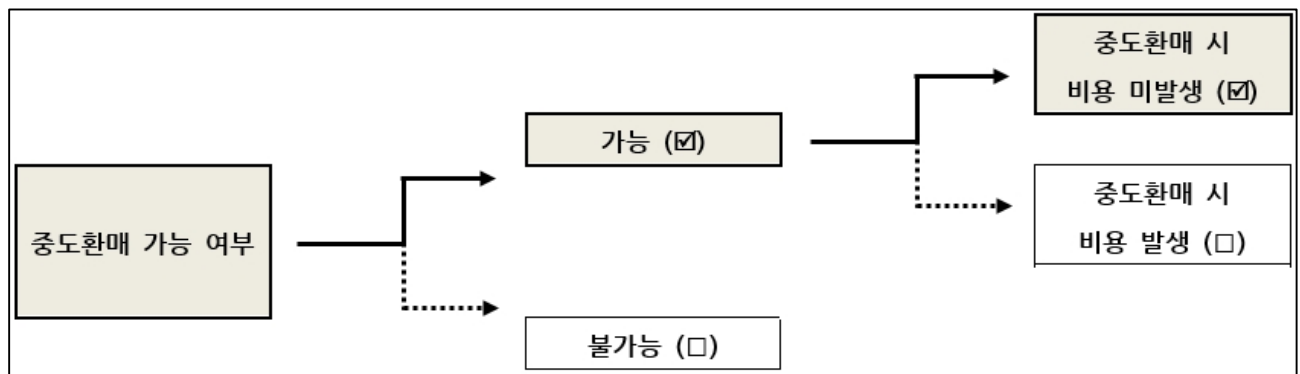 중도환매 가능 여부
가능 (☑)
불가능 (□)
중도환매 시
비용 미발생 (☑)
중도환매 시
비용 발생 (□)